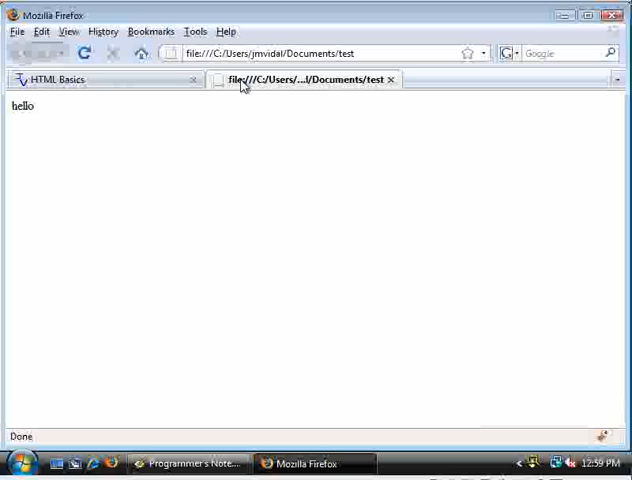 Mozilla Firefox
File Edit View History Bookmarks Tools Help
file:///C:/Users/jmvidal/Documents/test
G Google
HTML Basics
file:///C:/Users/...l/Documents/test
hello
Done
Programmer's Note...
Mozilla Firefox
12:59 PM